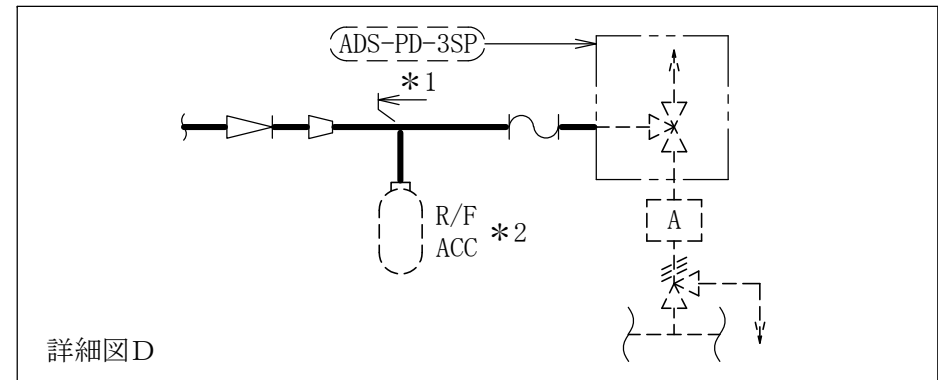 ADS-PD-3SP
*1
R/F
ACC
*2
A
詳細図D